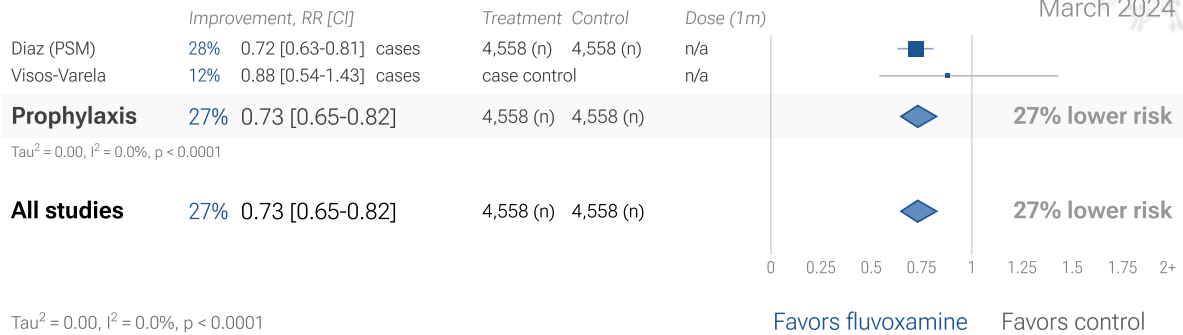 March 2024
Improvement, RR [CI] Treatment Control Dose (1m)
Diaz (PSM) 28% 0.72 [0.63-0.81] cases 4,558 (n) 4,558 (n) n/a
Visos-Varela 12% 0.88 [0.54-1.43] cases case control n/a
Prophylaxis 27% 0.73 [0.65-0.82] 4,558 (n) 4,558 (n) 27% lower risk
Tau² = 0.00, I² = 0.0%, p < 0.0001
All studies 27% 0.73 [0.65-0.82] 4,558 (n) 4,558 (n) 27% lower risk
0 0.25 0.5 0.75 1 1.25 1.5 1.75 2+
Tau² = 0.00, I² = 0.0%, p < 0.0001 Favors fluvoxamine Favors control